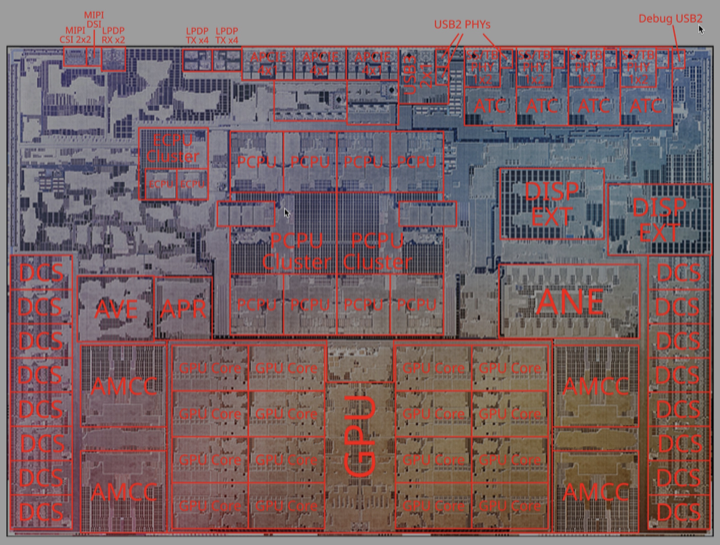 MIPI
DSI
MIPI
CSI 2x2
LPDP
RX x2
LPDP
TX x4
LPDP
TX x4
USB2 PHYs
Debug USB2
ATC
ATC
ATC
ATC
ECPU
Cluster
ECPU
ECPU
PCPU
PCPU
PCPU
PCPU
DISP
EXT
DISP
EXT
PCPU
Cluster
PCPU
Cluster
PCPU
PCPU
PCPU
PCPU
AVE
APR
ANE
DCS
DCS
DCS
DCS
DCS
DCS
DCS
DCS
AMCC
AMCC
GPU Core
GPU Core
GPU Core
GPU Core
GPU Core
GPU Core
GPU Core
GPU Core
GPU
GPU Core
GPU Core
GPU Core
GPU Core
GPU Core
GPU Core
GPU Core
GPU Core
AMCC
AMCC
DCS
DCS
DCS
DCS
DCS
DCS
DCS
DCS